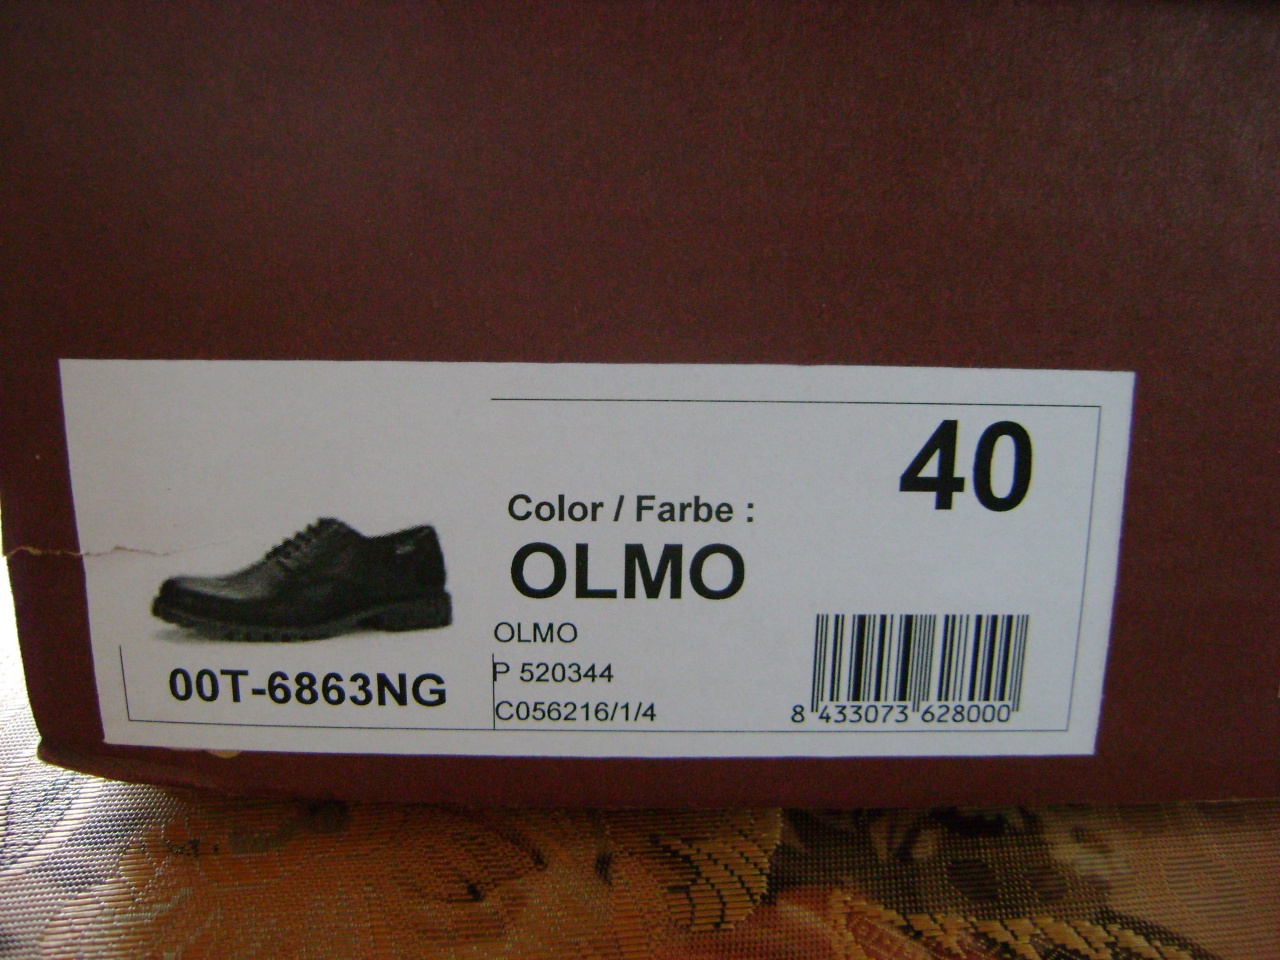 40
Color / Farbe :
OLMO
OLMO
P 520344
C056216/1/4
00T-6863NG
8 433073 628000